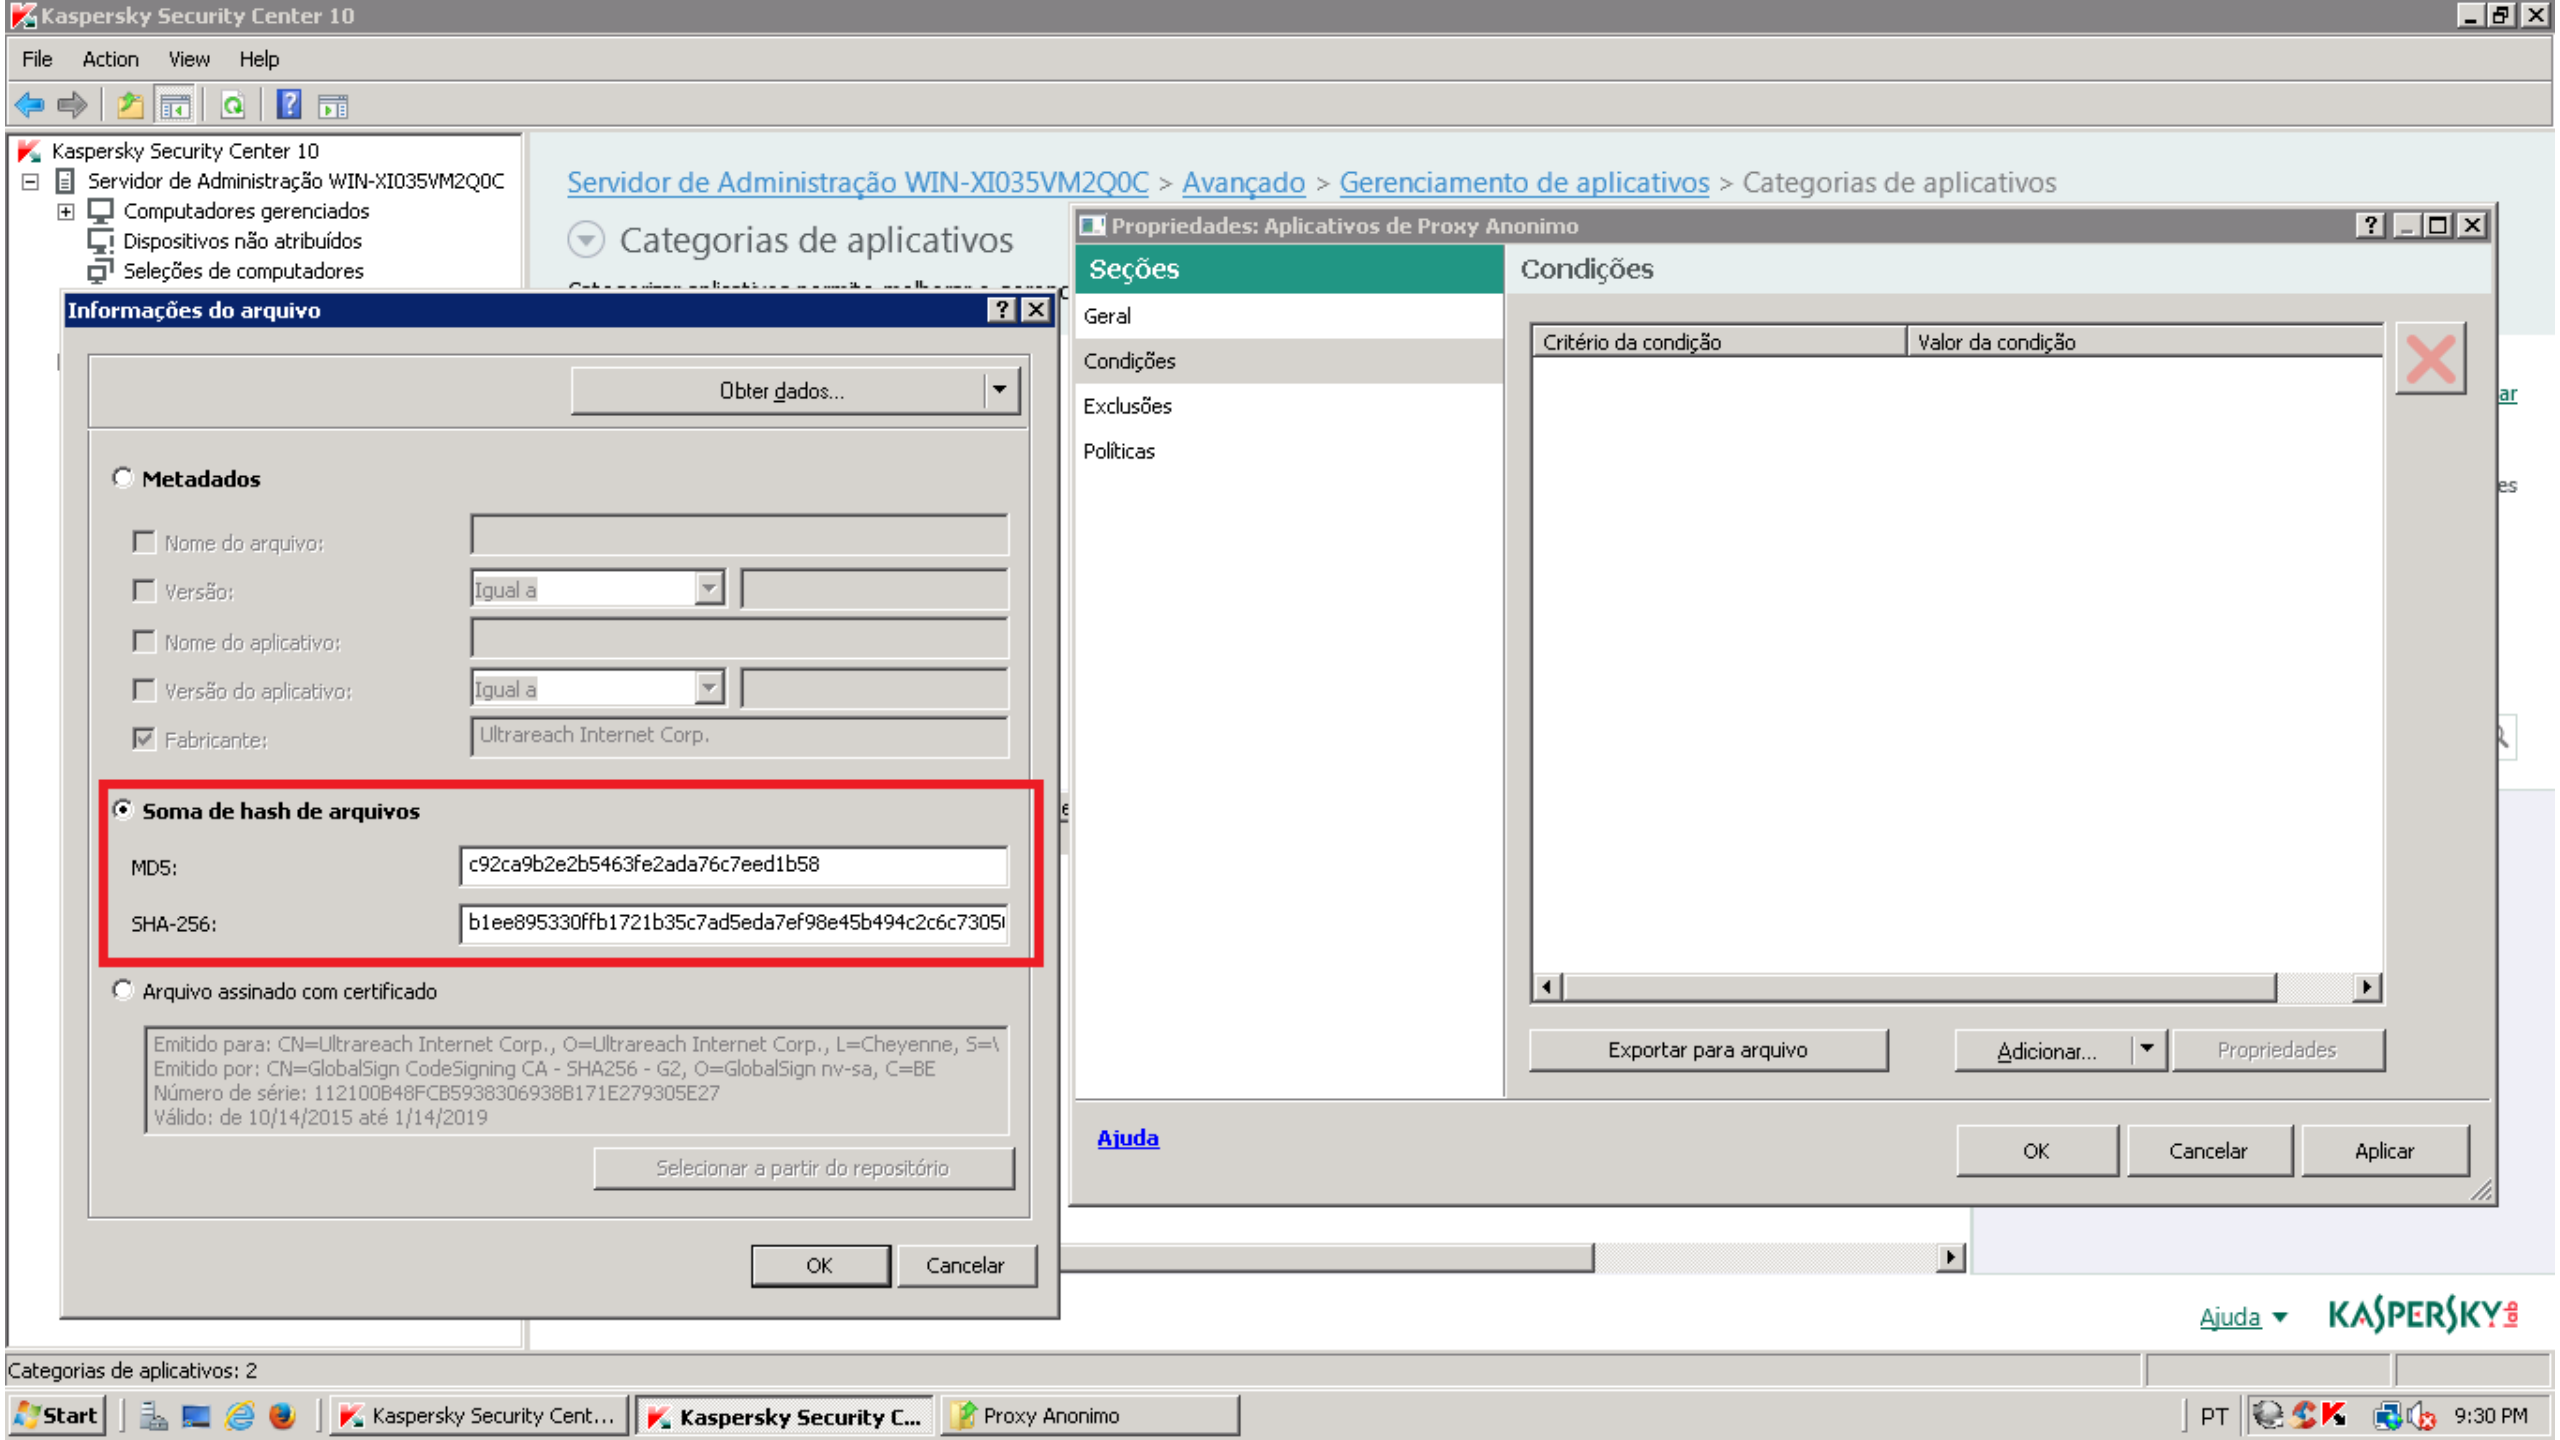 Kaspersky Security Center 10
File Action View Help
Kaspersky Security Center 10
Servidor de Administração WIN-XI035VM2Q0C
Computadores gerenciados
Dispositivos não atribuídos
Seleções de computadores
Servidor de Administração WIN-XI035VM2Q0C > Avançado > Gerenciamento de aplicativos > Categorias de aplicativos
Categorias de aplicativos
Informações do arquivo
Obter dados...
Metadados
Nome do arquivo:
Versão: Igual a
Nome do aplicativo:
Versão do aplicativo: Igual a
Fabricante: Ultrareach Internet Corp.
Soma de hash de arquivos
MD5: c92ca9b2e2b5463fe2ada76c7eed1b58
SHA-256: b1ee895330ffb1721b35c7ad5eda7ef98e45b494c2c6c7305
Arquivo assinado com certificado
Emitido para: CN=Ultrareach Internet Corp., O=Ultrareach Internet Corp., L=Cheyenne, S=\
Emitido por: CN=GlobalSign CodeSigning CA - SHA256 - G2, O=GlobalSign nv-sa, C=BE
Número de série: 112100B48FCB5938306938B171E279305E27
Válido: de 10/14/2015 até 1/14/2019
Selecionar a partir do repositório
OK Cancelar
Propriedades: Aplicativos de Proxy Anonimo
Seções
Geral
Condições
Exclusões
Políticas
Condições
Critério da condição Valor da condição
Exportar para arquivo Adicionar... Propriedades
Ajuda
OK Cancelar Aplicar
ar
es
Ajuda
KASPERSKY lab
Categorias de aplicativos: 2
Start Kaspersky Security Cent... Kaspersky Security C... Proxy Anonimo PT 9:30 PM